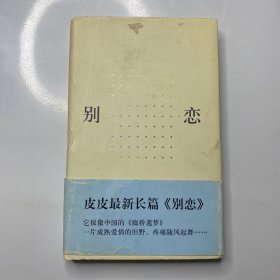 别 恋
皮皮最新长篇《别恋》
它很像中国的《廊桥遗梦》
一片成熟爱情的田野，疼痛随风起舞……